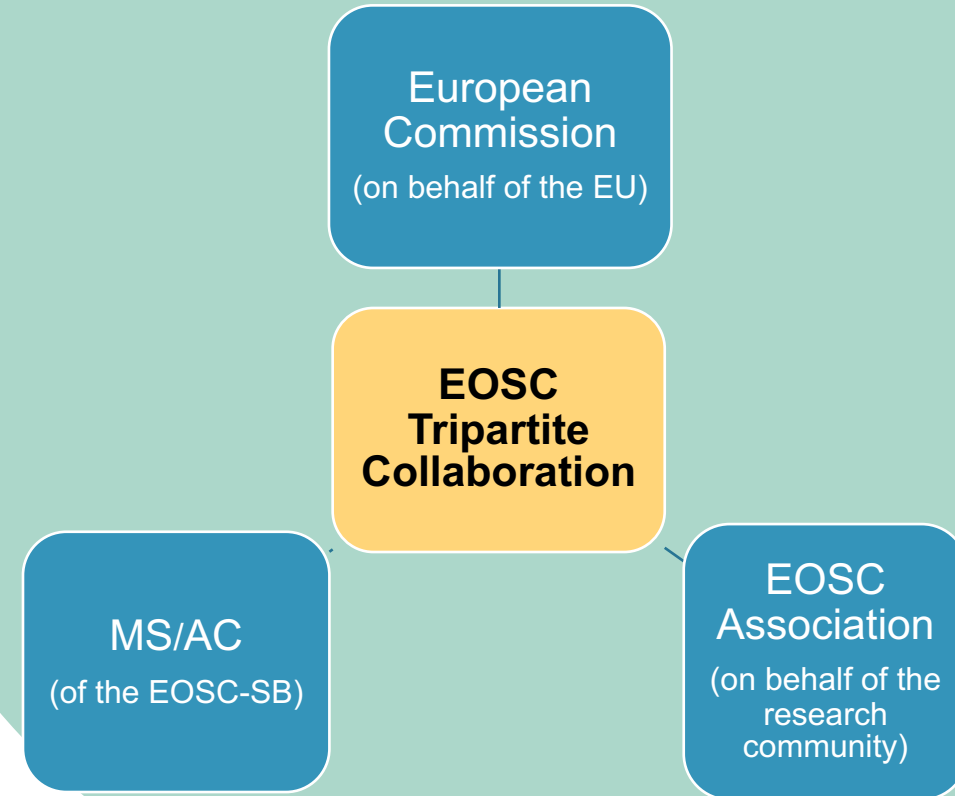 European
Commission
(on behalf of the EU)
EOSC
Tripartite
Collaboration
MS/AC
(of the EOSC-SB)
EOSC
Association
(on behalf of the
research
community)